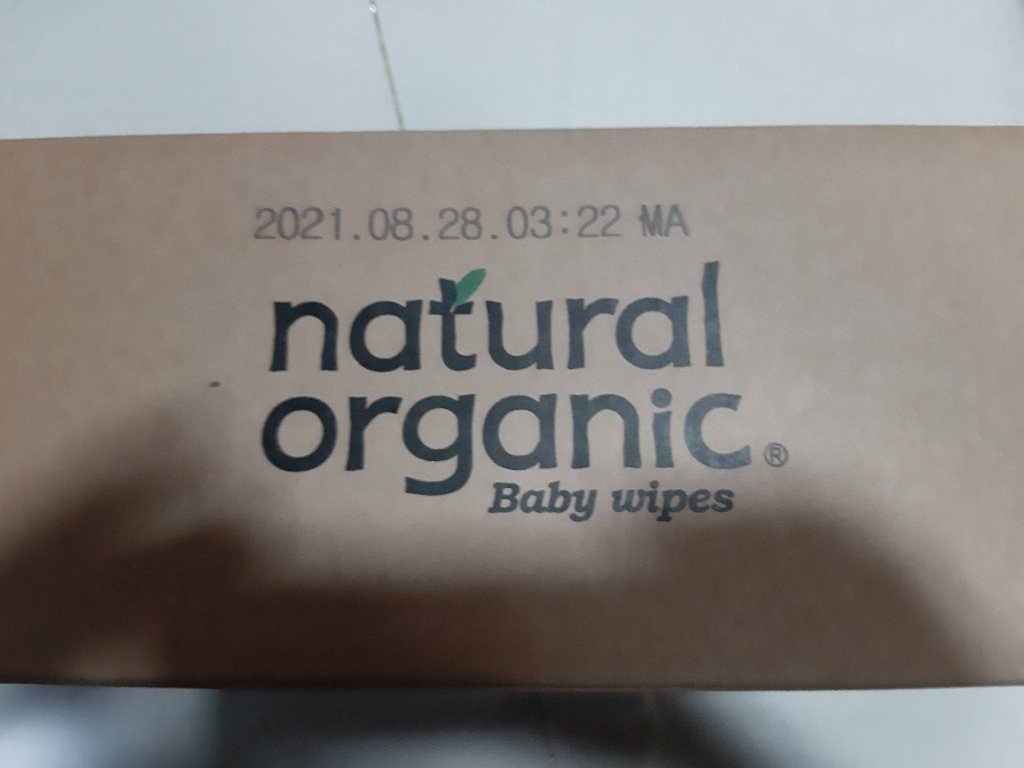 2021.08.28.03:22 MA
natural
organic®
Baby wipes